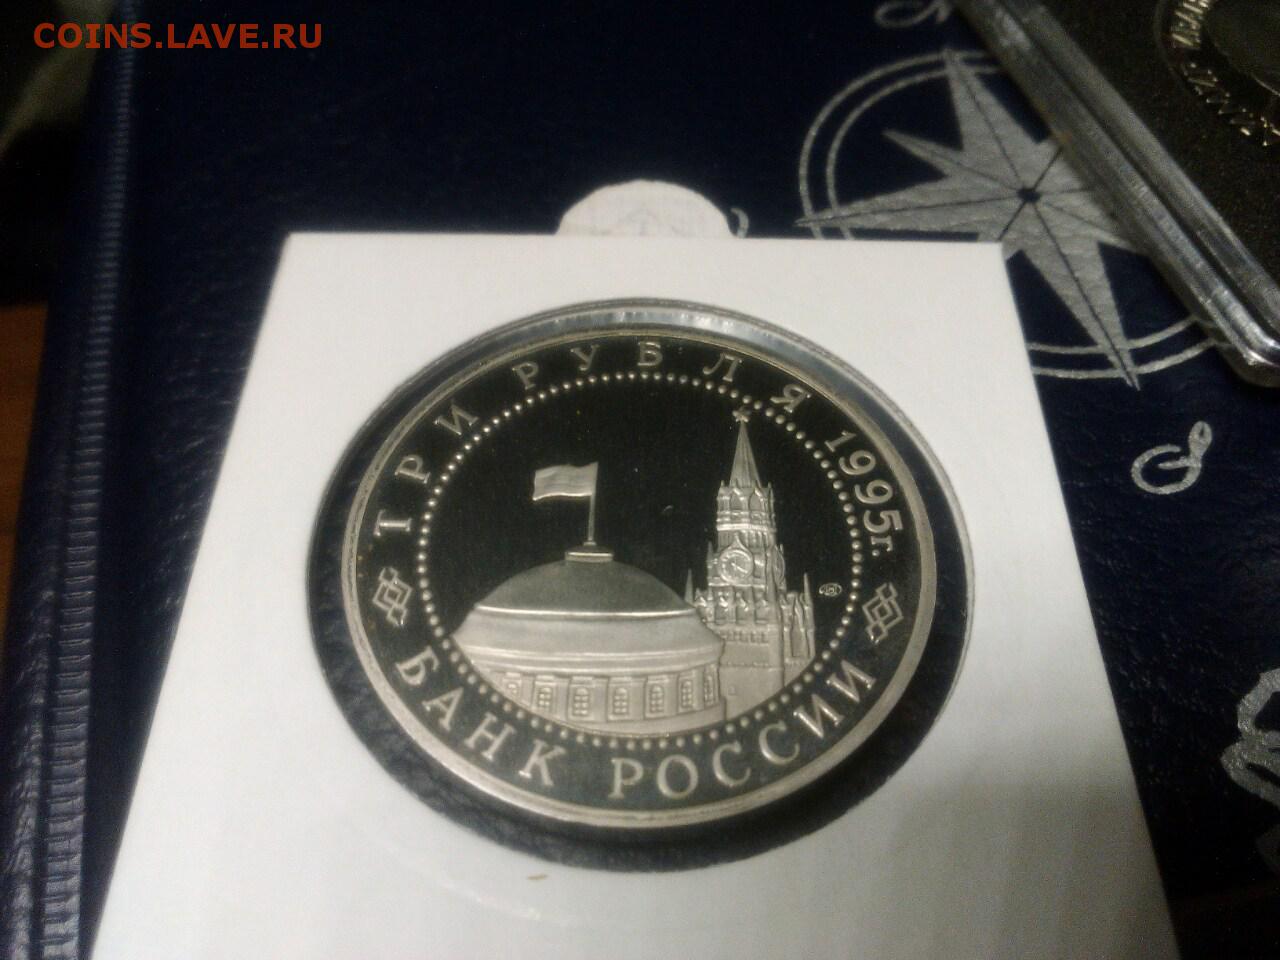 COINS.LAVE.RU
ТРИ РУБЛЯ 1995г.
БАНК РОССИИ